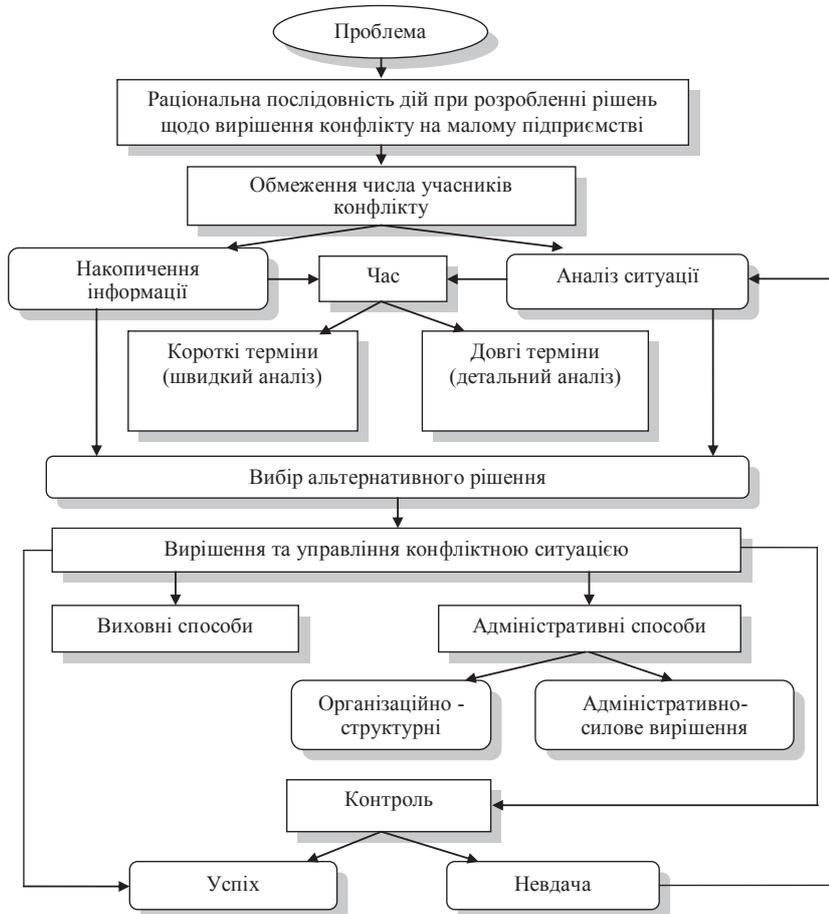 Проблема
Раціональна послідовність дій при розробленні рішень
щодо вирішення конфлікту на малому підприємстві
Обмеження числа учасників
конфлікту
Накопичення
інформації
Час
Аналіз ситуації
Короткі терміни
(швидкий аналіз)
Довгі терміни
(детальний аналіз)
Вибір альтернативного рішення
Вирішення та управління конфліктною ситуацією
Виховні способи
Адміністративні способи
Організаційно -
структурні
Адміністративно-
силове вирішення
Контроль
Успіх
Невдача